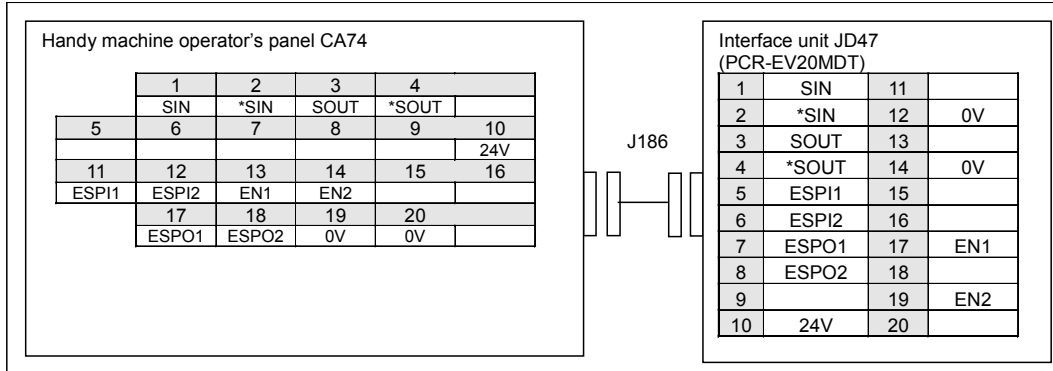 Handy machine operator's panel CA74
1 2 3 4
SIN *SIN SOUT *SOUT
5 6 7 8 9 10
24V
11 12 13 14 15 16
ESPI1 ESPI2 EN1 EN2
17 18 19 20
ESPO1 ESPO2 0V 0V
J186
Interface unit JD47
(PCR-EV20MDT)
1 SIN 11
2 *SIN 12 0V
3 SOUT 13
4 *SOUT 14 0V
5 ESPI1 15
6 ESPI2 16
7 ESPO1 17 EN1
8 ESPO2 18
9 19 EN2
10 24V 20